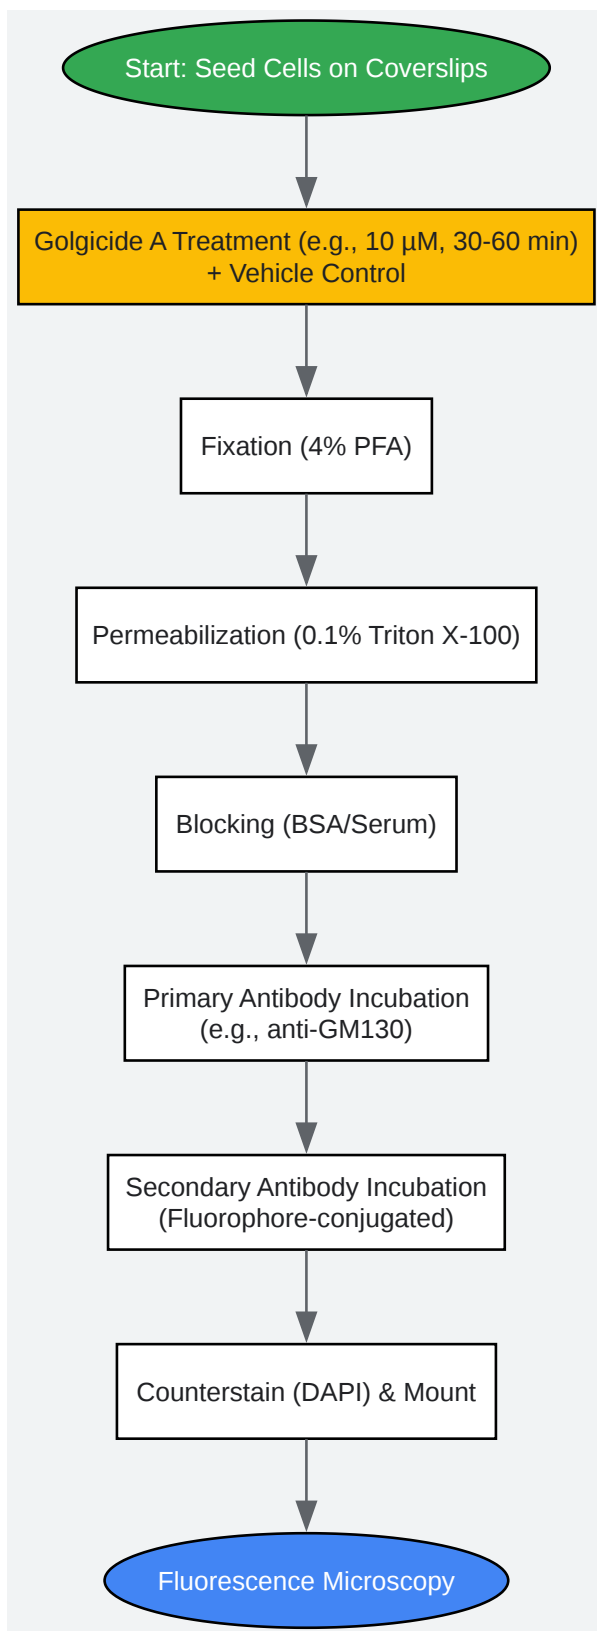 Start: Seed Cells on Coverslips
Golgicide A Treatment (e.g., 10 µM, 30-60 min)
+ Vehicle Control
Fixation (4% PFA)
Permeabilization (0.1% Triton X-100)
Blocking (BSA/Serum)
Primary Antibody Incubation
(e.g., anti-GM130)
Secondary Antibody Incubation
(Fluorophore-conjugated)
Counterstain (DAPI) & Mount
Fluorescence Microscopy